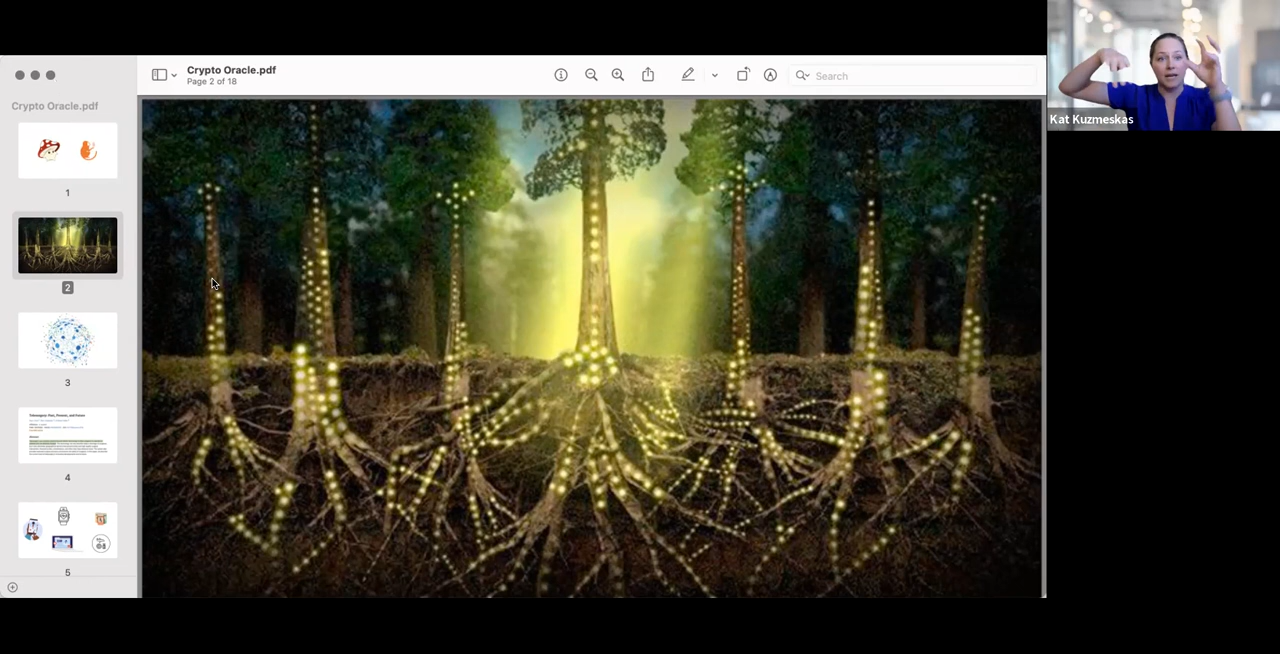 Crypto Oracle.pdf
Page 2 of 18
Search
Kat Kuzmeskas
Crypto Oracle.pdf
1
2
3
4
5